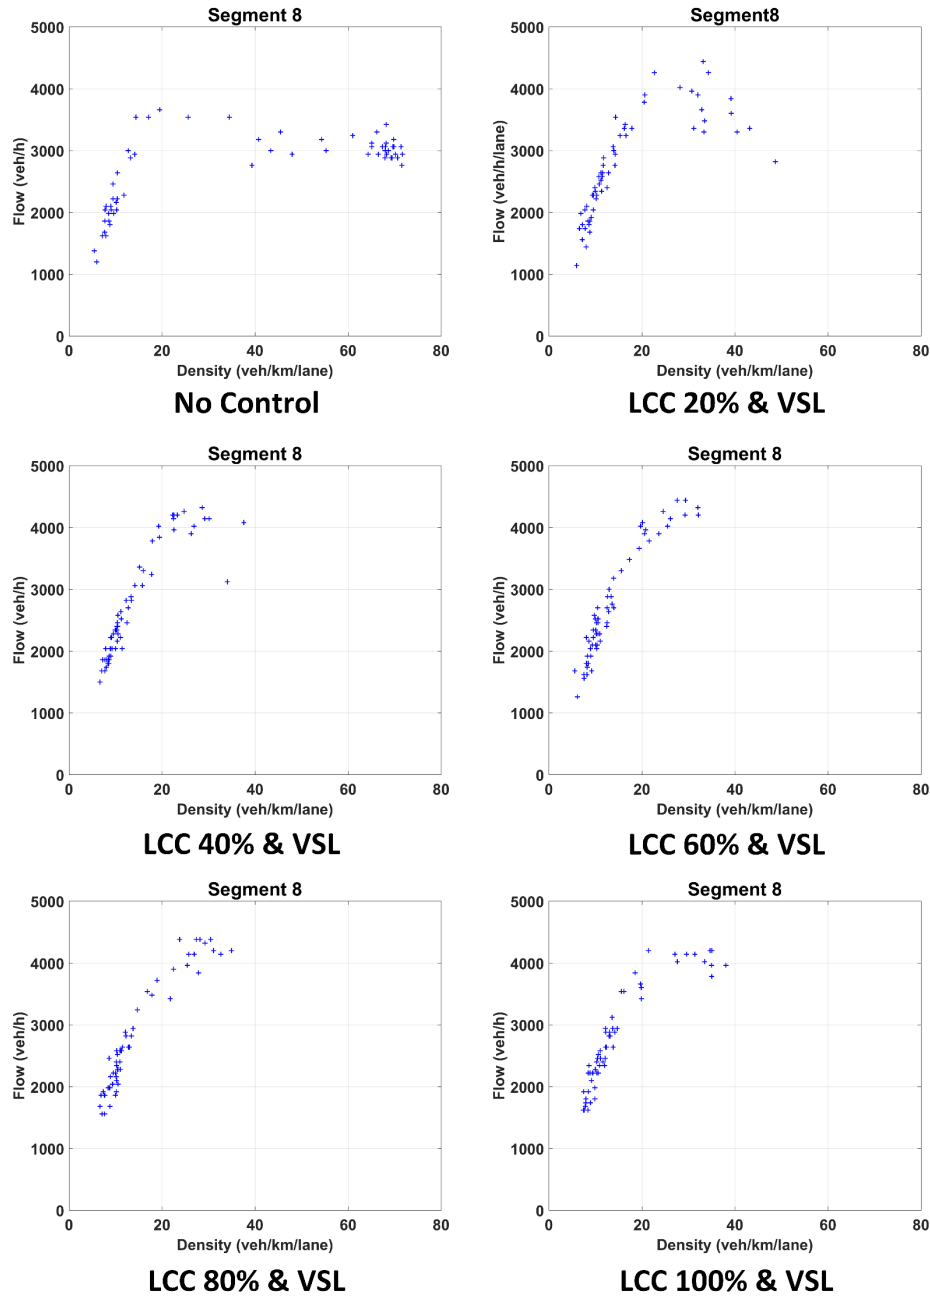 Segment 8
5000
4000
3000
2000
1000
0
Flow (veh/h)
0 20 40 60 80
Density (veh/km/lane)
No Control
Segment8
5000
4000
3000
2000
1000
0
Flow (veh/h/lane)
0 20 40 60 80
Density (veh/km/lane)
LCC 20% & VSL
Segment 8
5000
4000
3000
2000
1000
0
Flow (veh/h)
0 20 40 60 80
Density (veh/km/lane)
LCC 40% & VSL
Segment 8
5000
4000
3000
2000
1000
0
Flow (veh/h)
0 20 40 60 80
Density (veh/km/lane)
LCC 60% & VSL
Segment 8
5000
4000
3000
2000
1000
0
Flow (veh/h)
0 20 40 60 80
Density (veh/km/lane)
LCC 80% & VSL
Segment 8
5000
4000
3000
2000
1000
0
Flow (veh/h)
0 20 40 60 80
Density (veh/km/lane)
LCC 100% & VSL